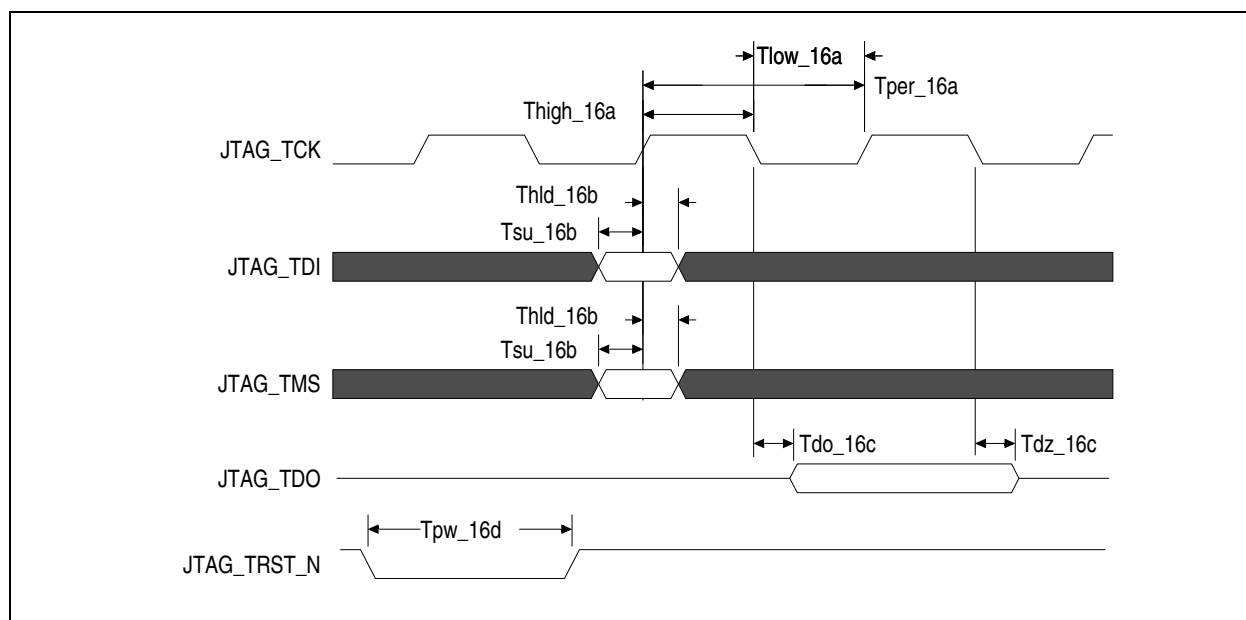 Tlow_16a
Tper_16a
Thigh_16a
JTAG_TCK
Thld_16b
Tsu_16b
JTAG_TDI
Thld_16b
Tsu_16b
JTAG_TMS
Tdo_16c
Tdz_16c
JTAG_TDO
Tpw_16d
JTAG_TRST_N